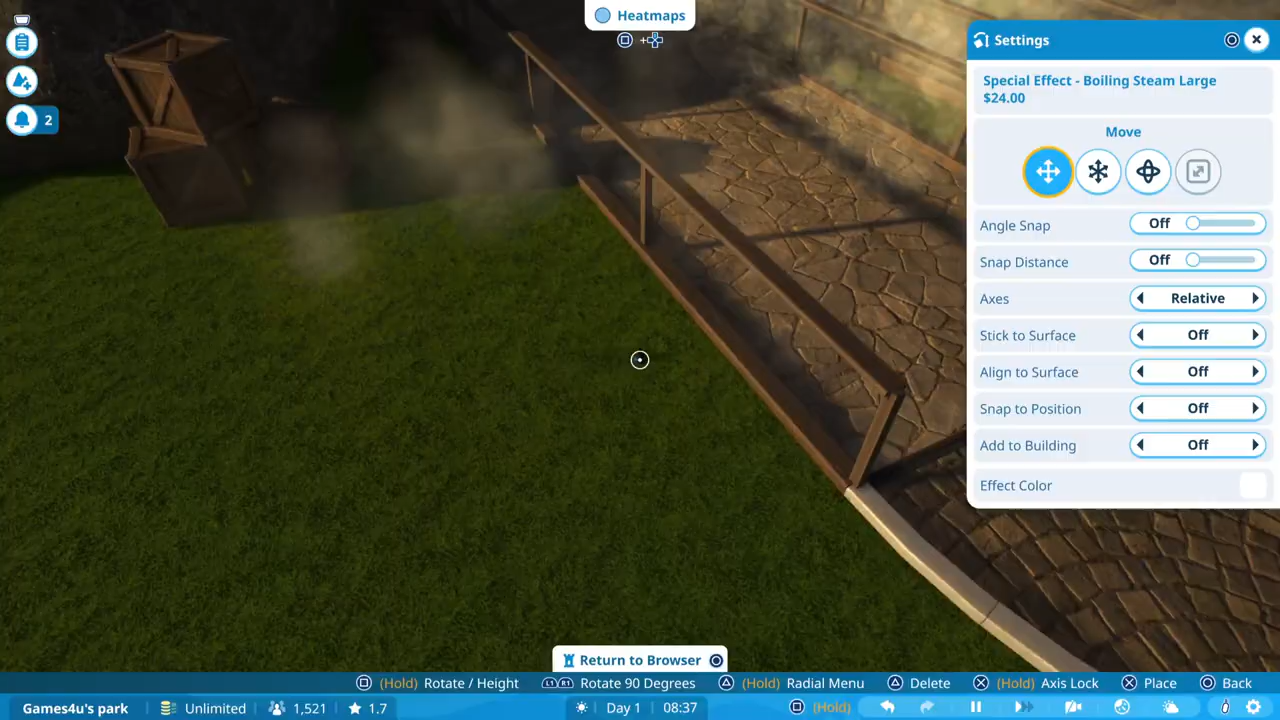 Heatmaps
+
2
Settings
Special Effect - Boiling Steam Large
$24.00
Move
Angle Snap Off
Snap Distance Off
Axes Relative
Stick to Surface Off
Align to Surface Off
Snap to Position Off
Add to Building Off
Effect Color
Return to Browser
(Hold) Rotate / Height L1 R1 Rotate 90 Degrees (Hold) Radial Menu Delete (Hold) Axis Lock Place Back
Games4u's park Unlimited 1,521 1.7 Day 1 08:37 (Hold)